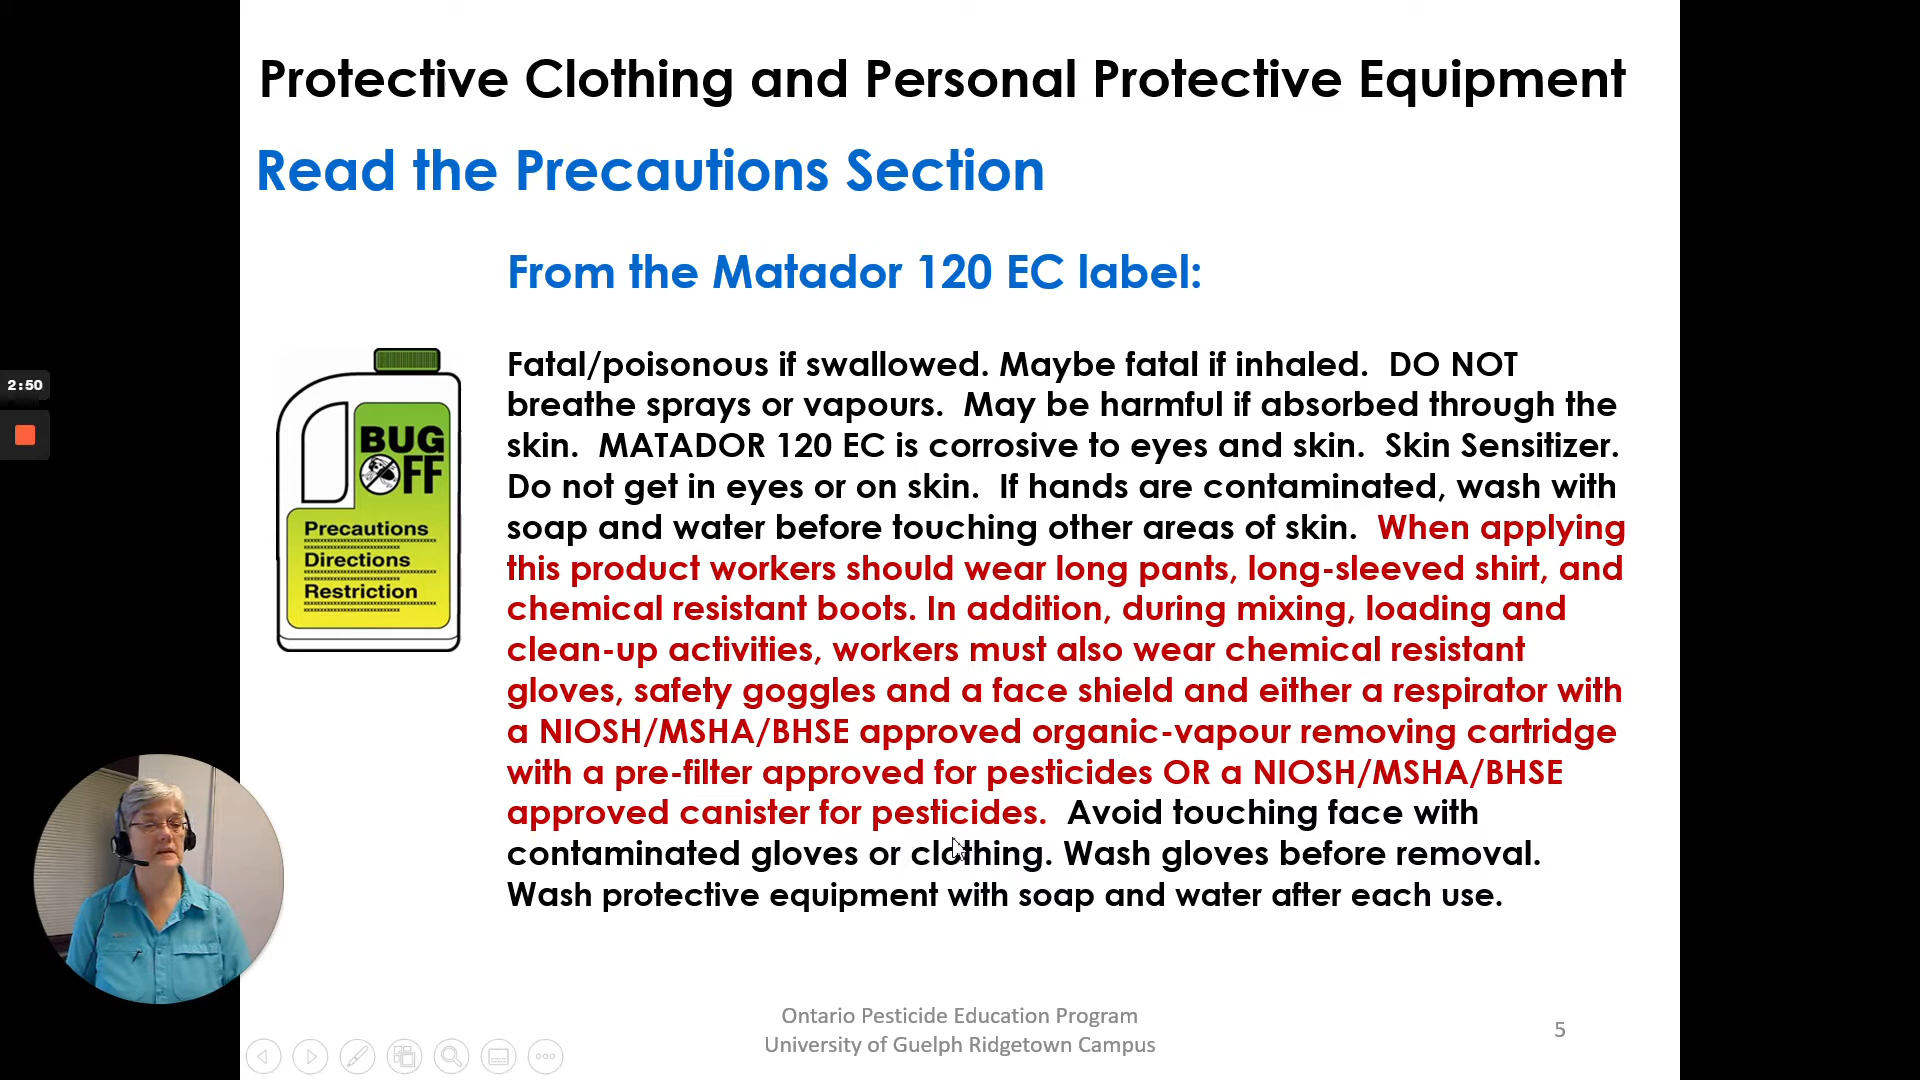 Protective Clothing and Personal Protective Equipment
Read the Precautions Section
From the Matador 120 EC label:
Fatal/poisonous if swallowed. Maybe fatal if inhaled.  DO NOT
breathe sprays or vapours.  May be harmful if absorbed through the
skin.  MATADOR 120 EC is corrosive to eyes and skin.  Skin Sensitizer.
Do not get in eyes or on skin.  If hands are contaminated, wash with
soap and water before touching other areas of skin.  When applying
this product workers should wear long pants, long-sleeved shirt, and
chemical resistant boots. In addition, during mixing, loading and
clean-up activities, workers must also wear chemical resistant
gloves, safety goggles and a face shield and either a respirator with
a NIOSH/MSHA/BHSE approved organic-vapour removing cartridge
with a pre-filter approved for pesticides OR a NIOSH/MSHA/BHSE
approved canister for pesticides.  Avoid touching face with
contaminated gloves or clothing. Wash gloves before removal.
Wash protective equipment with soap and water after each use.
2:50
BUG
OFF
Precautions
Directions
Restriction
Ontario Pesticide Education Program
University of Guelph Ridgetown Campus
5